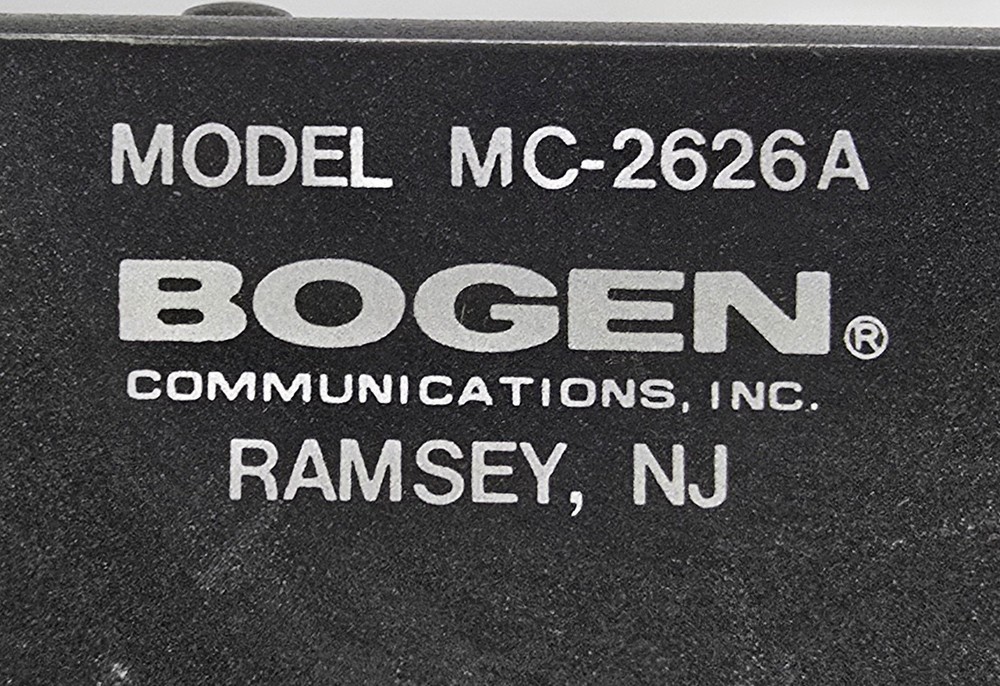 MODEL MC-2626A
BOGEN®
COMMUNICATIONS, INC.
RAMSEY, NJ